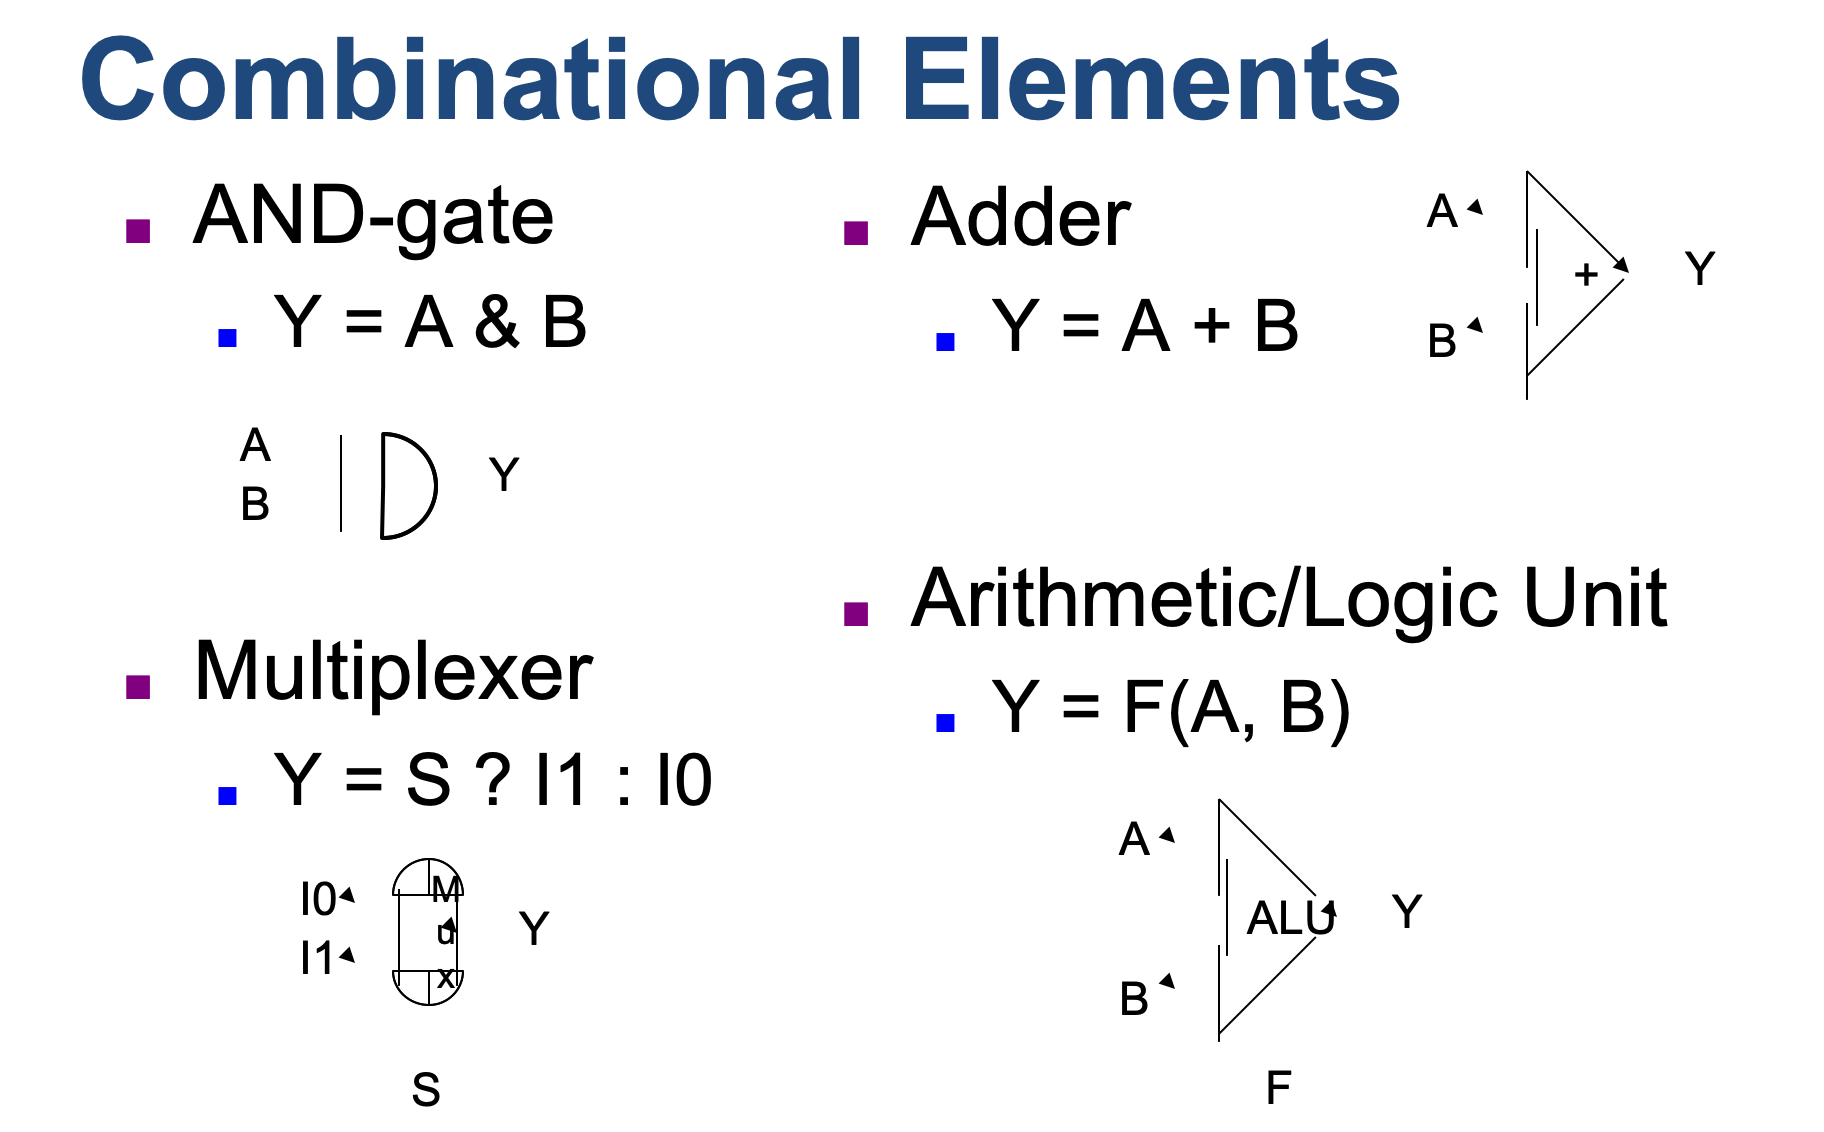 Combinational Elements
AND-gate
Y = A & B
A
B
Y
Multiplexer
Y = S ? I1 : I0
I0
I1
M
u
x
Y
S
Adder
Y = A + B
A
B
+
Y
Arithmetic/Logic Unit
Y = F(A, B)
A
B
ALU
Y
F